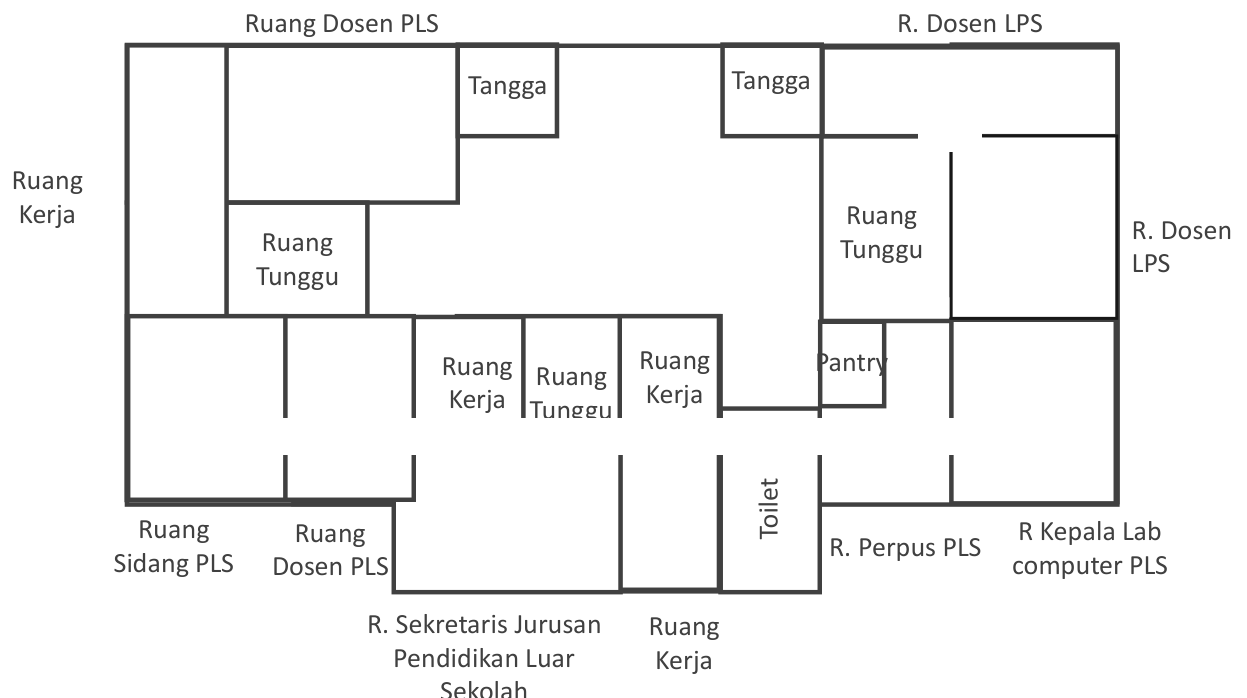 Ruang Dosen PLS
R. Dosen LPS
Tangga
Tangga
Ruang
Kerja
Ruang
Tunggu
Ruang
Tunggu
R. Dosen
LPS
Ruang
Kerja
Ruang
Tunggu
Ruang
Kerja
Pantry
Toilet
Ruang
Sidang PLS
Ruang
Dosen PLS
R. Perpus PLS
R Kepala Lab
computer PLS
R. Sekretaris Jurusan
Pendidikan Luar
Sekolah
Ruang
Kerja